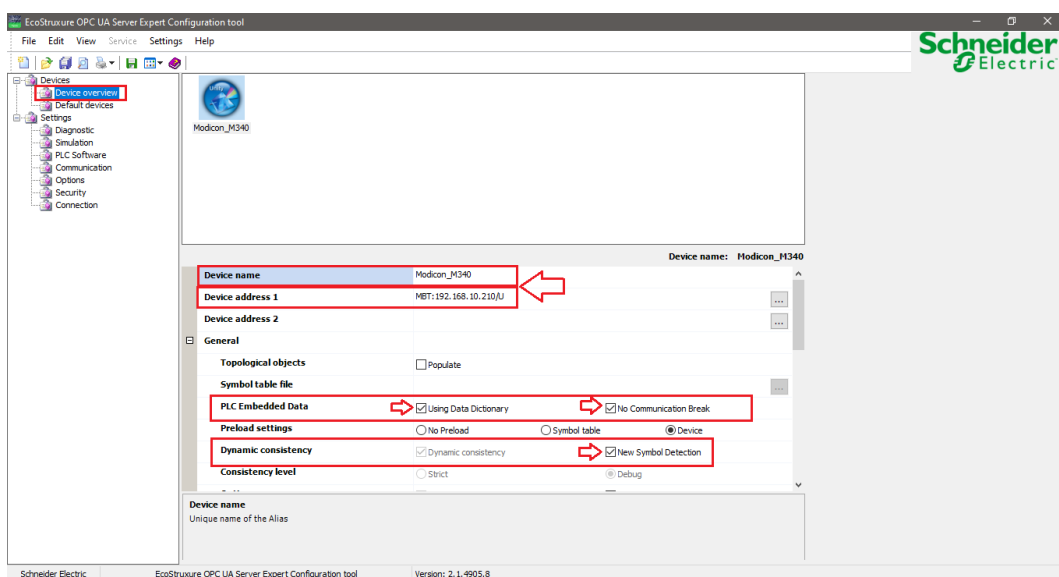 EcoStruxure OPC UA Server Expert Configuration tool
File Edit View Service Settings Help
Schneider
Electric
Devices
Device overview
Default devices
Settings
Diagnostic
Simulation
PLC Software
Communication
Options
Security
Connection
Unity
Modicon_M340
Device name: Modicon_M340
Device name Modicon_M340
Device address 1 MBT:192.168.10.210/U
...
Device address 2
...
General
Topological objects Populate
Symbol table file
...
PLC Embedded Data Using Data Dictionary No Communication Break
Preload settings No Preload Symbol table Device
Dynamic consistency Dynamic consistency New Symbol Detection
Consistency level Strict Debug
Device name
Unique name of the Alias
Schneider Electric EcoStruxure OPC UA Server Expert Configuration tool Version: 2.1.4905.8